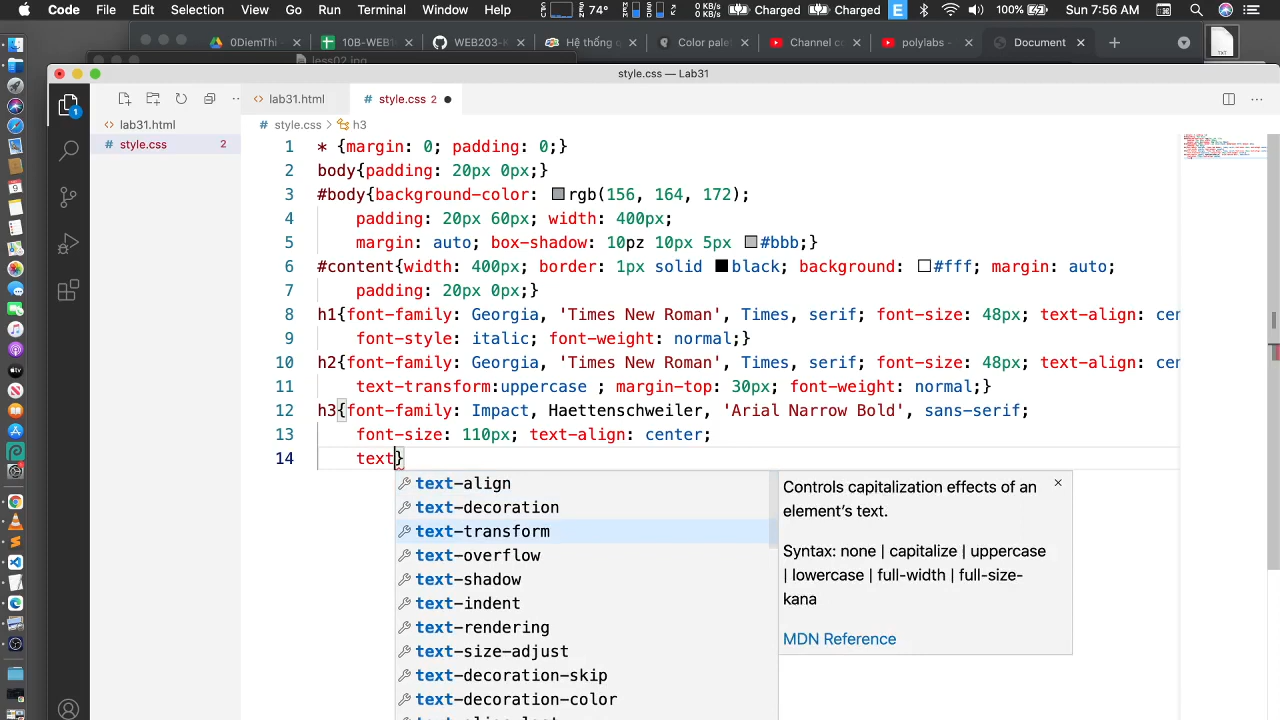 Code File Edit Selection View Go Run Terminal Window Help 74° 0 KB/s 0 KB/s Charged Charged E 100% Sun 7:56 AM
0DiemThi - 10B-WEB1 WEB203-K Hệ thống q Color pale Channel co polylabs - Document
TXT
less02.jpg
style.css — Lab31
lab31.html
style.css 2
lab31.html
style.css 2
style.css > h3
1 * {margin: 0; padding: 0;}
2 body{padding: 20px 0px;}
3 #body{background-color: rgb(156, 164, 172);
4 padding: 20px 60px; width: 400px;
5 margin: auto; box-shadow: 10pz 10px 5px #bbb;}
6 #content{width: 400px; border: 1px solid black; background: #fff; margin: auto;
7 padding: 20px 0px;}
8 h1{font-family: Georgia, 'Times New Roman', Times, serif; font-size: 48px; text-align: cen
9 font-style: italic; font-weight: normal;}
10 h2{font-family: Georgia, 'Times New Roman', Times, serif; font-size: 48px; text-align: cen
11 text-transform:uppercase ; margin-top: 30px; font-weight: normal;}
12 h3{font-family: Impact, Haettenschweiler, 'Arial Narrow Bold', sans-serif;
13 font-size: 110px; text-align: center;
14 text}
text-align
text-decoration
text-transform
text-overflow
text-shadow
text-indent
text-rendering
text-size-adjust
text-decoration-skip
text-decoration-color
Controls capitalization effects of an
element's text.
Syntax: none | capitalize | uppercase
| lowercase | full-width | full-size-
kana
MDN Reference